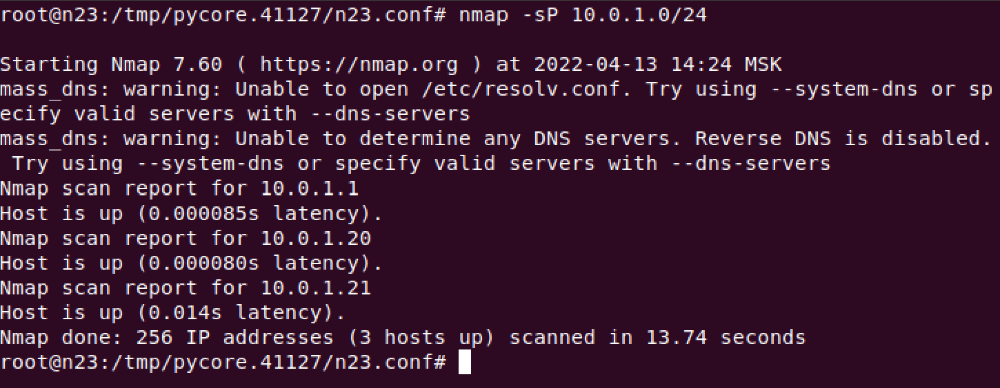 root@n23:/tmp/pycore.41127/n23.conf# nmap -sP 10.0.1.0/24
Starting Nmap 7.60 ( https://nmap.org ) at 2022-04-13 14:24 MSK
mass_dns: warning: Unable to open /etc/resolv.conf. Try using --system-dns or sp
ecify valid servers with --dns-servers
mass_dns: warning: Unable to determine any DNS servers. Reverse DNS is disabled.
 Try using --system-dns or specify valid servers with --dns-servers
Nmap scan report for 10.0.1.1
Host is up (0.000085s latency).
Nmap scan report for 10.0.1.20
Host is up (0.000080s latency).
Nmap scan report for 10.0.1.21
Host is up (0.014s latency).
Nmap done: 256 IP addresses (3 hosts up) scanned in 13.74 seconds
root@n23:/tmp/pycore.41127/n23.conf#